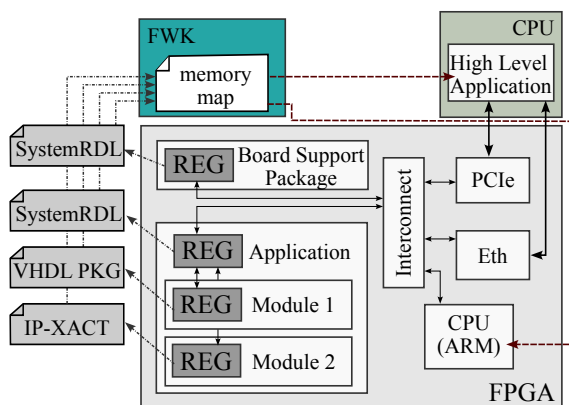 FWK
memory
map
CPU
High Level
Application
SystemRDL
SystemRDL
VHDL PKG
IP-XACT
REG
Board Support
Package
REG
Application
REG
Module 1
REG
Module 2
Interconnect
PCIe
Eth
CPU
(ARM)
FPGA